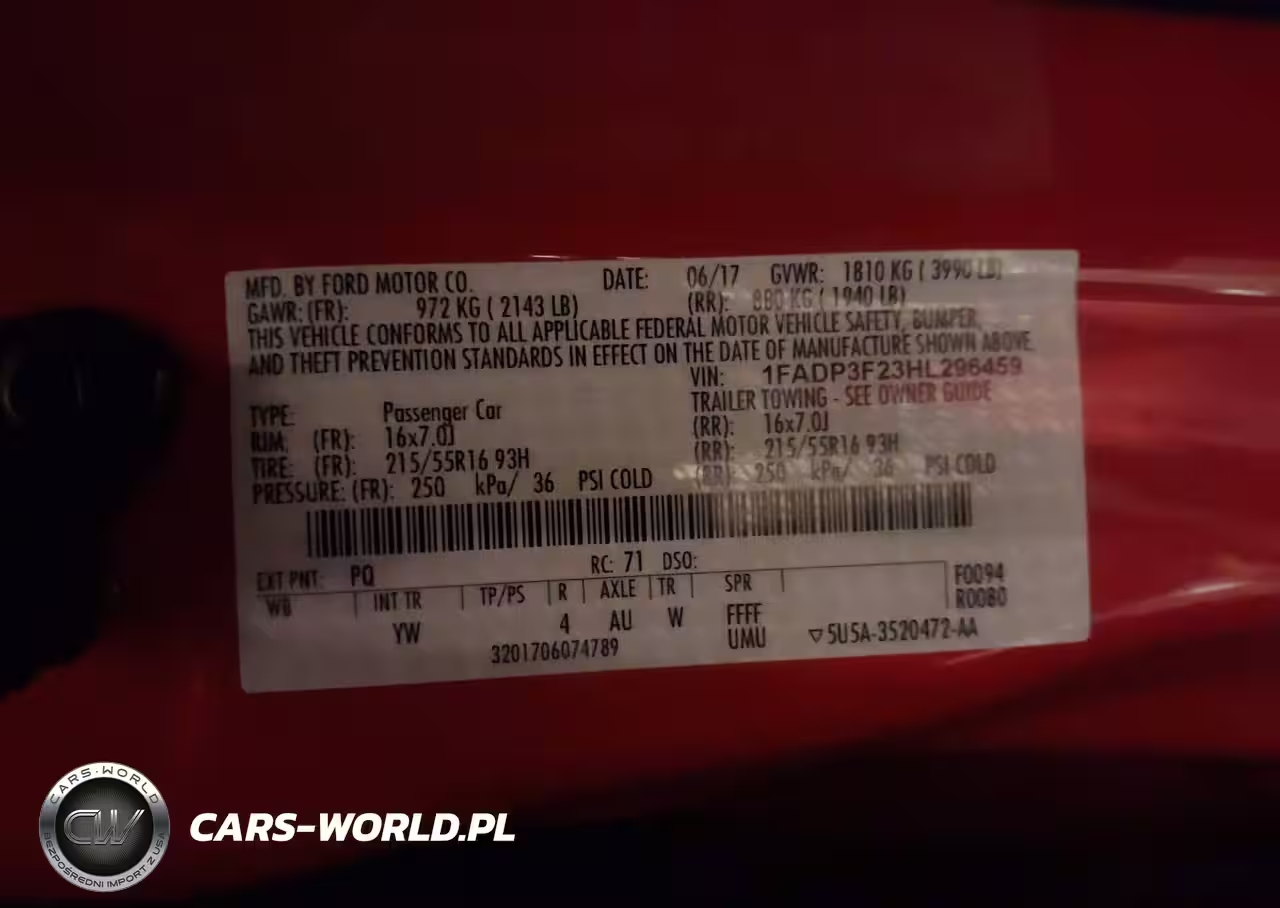 MFD. BY FORD MOTOR CO. DATE: 06/17 GVWR: 1810 KG ( 3990 LB)
GAWR: (FR): 972 KG ( 2143 LB) (RR): 880 KG ( 1940 LB)
THIS VEHICLE CONFORMS TO ALL APPLICABLE FEDERAL MOTOR VEHICLE SAFETY, BUMPER,
AND THEFT PREVENTION STANDARDS IN EFFECT ON THE DATE OF MANUFACTURE SHOWN ABOVE.
VIN: 1FADP3F23HL296459
TRAILER TOWING - SEE OWNER GUIDE
TYPE: Passenger Car
RIM: (FR): 16x7.0J (RR): 16x7.0J
TIRE: (FR): 215/55R16 93H (RR): 215/55R16 93H
PRESSURE: (FR): 250 kPa/ 36 PSI COLD (RR): 250 kPa/ 36 PSI COLD
RC: 71 DSO:
EXT PNT: PQ
WB INT TR TP/PS R AXLE TR SPR F0094
R0080
YW 4 AU W FFFF
UMU
3201706074789 ▽5U5A-3520472-AA
CARS-WORLD
CW
BEZPOŚREDNI IMPORT Z USA
CARS-WORLD.PL